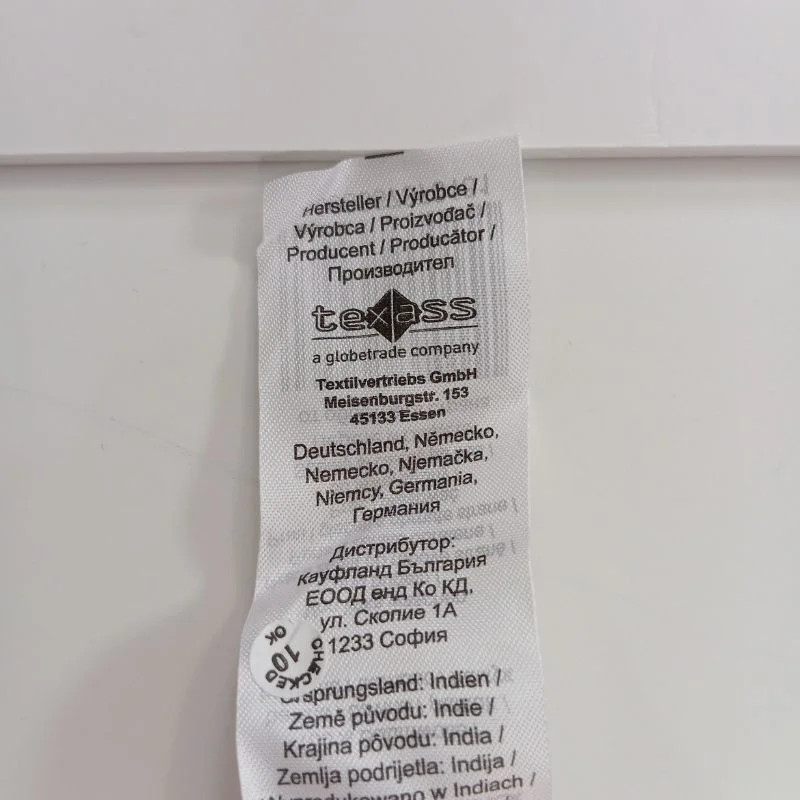 Hersteller / Výrobce /
Výrobca / Proizvođač /
Producent / Producător /
Производител
texass
a globetrade company
Textilvertriebs GmbH
Meisenburgstr. 153
45133 Essen
Deutschland, Německo,
Nemecko, Njemačka,
Niemcy, Germania,
Германия
Дистрибутор:
Кауфланд България
ЕООД енд Ко КД,
ул. Скопие 1А
1233 София
CHECKED
10
OK
Ursprungsland: Indien /
Země původu: Indie /
Krajina pôvodu: India /
Zemlja podrijetla: Indija /
Wyprodukowano w Indiach /